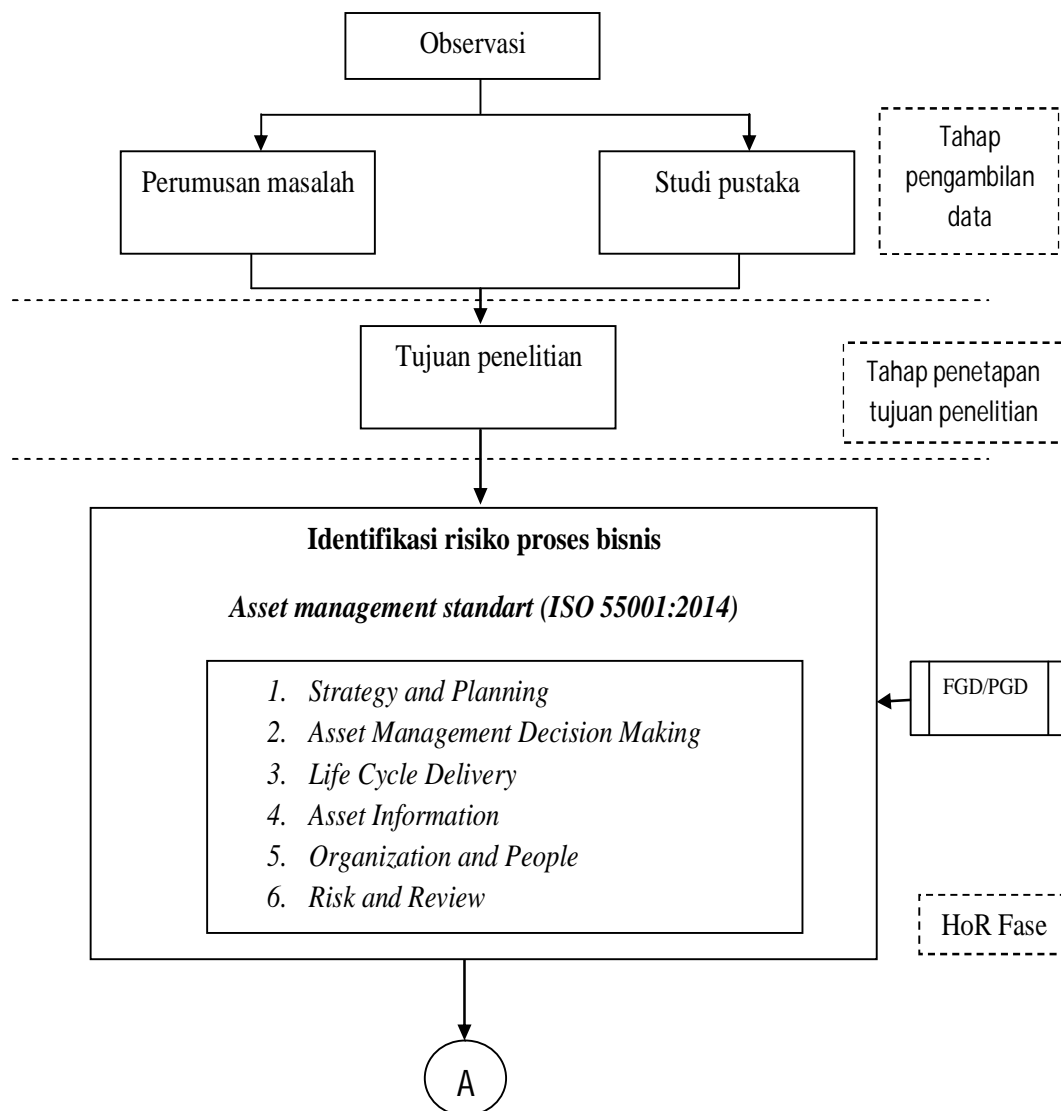 Observasi
Perumusan masalah
Studi pustaka
Tahap
pengambilan
data
Tujuan penelitian
Tahap penetapan
tujuan penelitian
Identifikasi risiko proses bisnis
Asset management standart (ISO 55001:2014)
1. Strategy and Planning
2. Asset Management Decision Making
3. Life Cycle Delivery
4. Asset Information
5. Organization and People
6. Risk and Review
FGD/PGD
HoR Fase
A